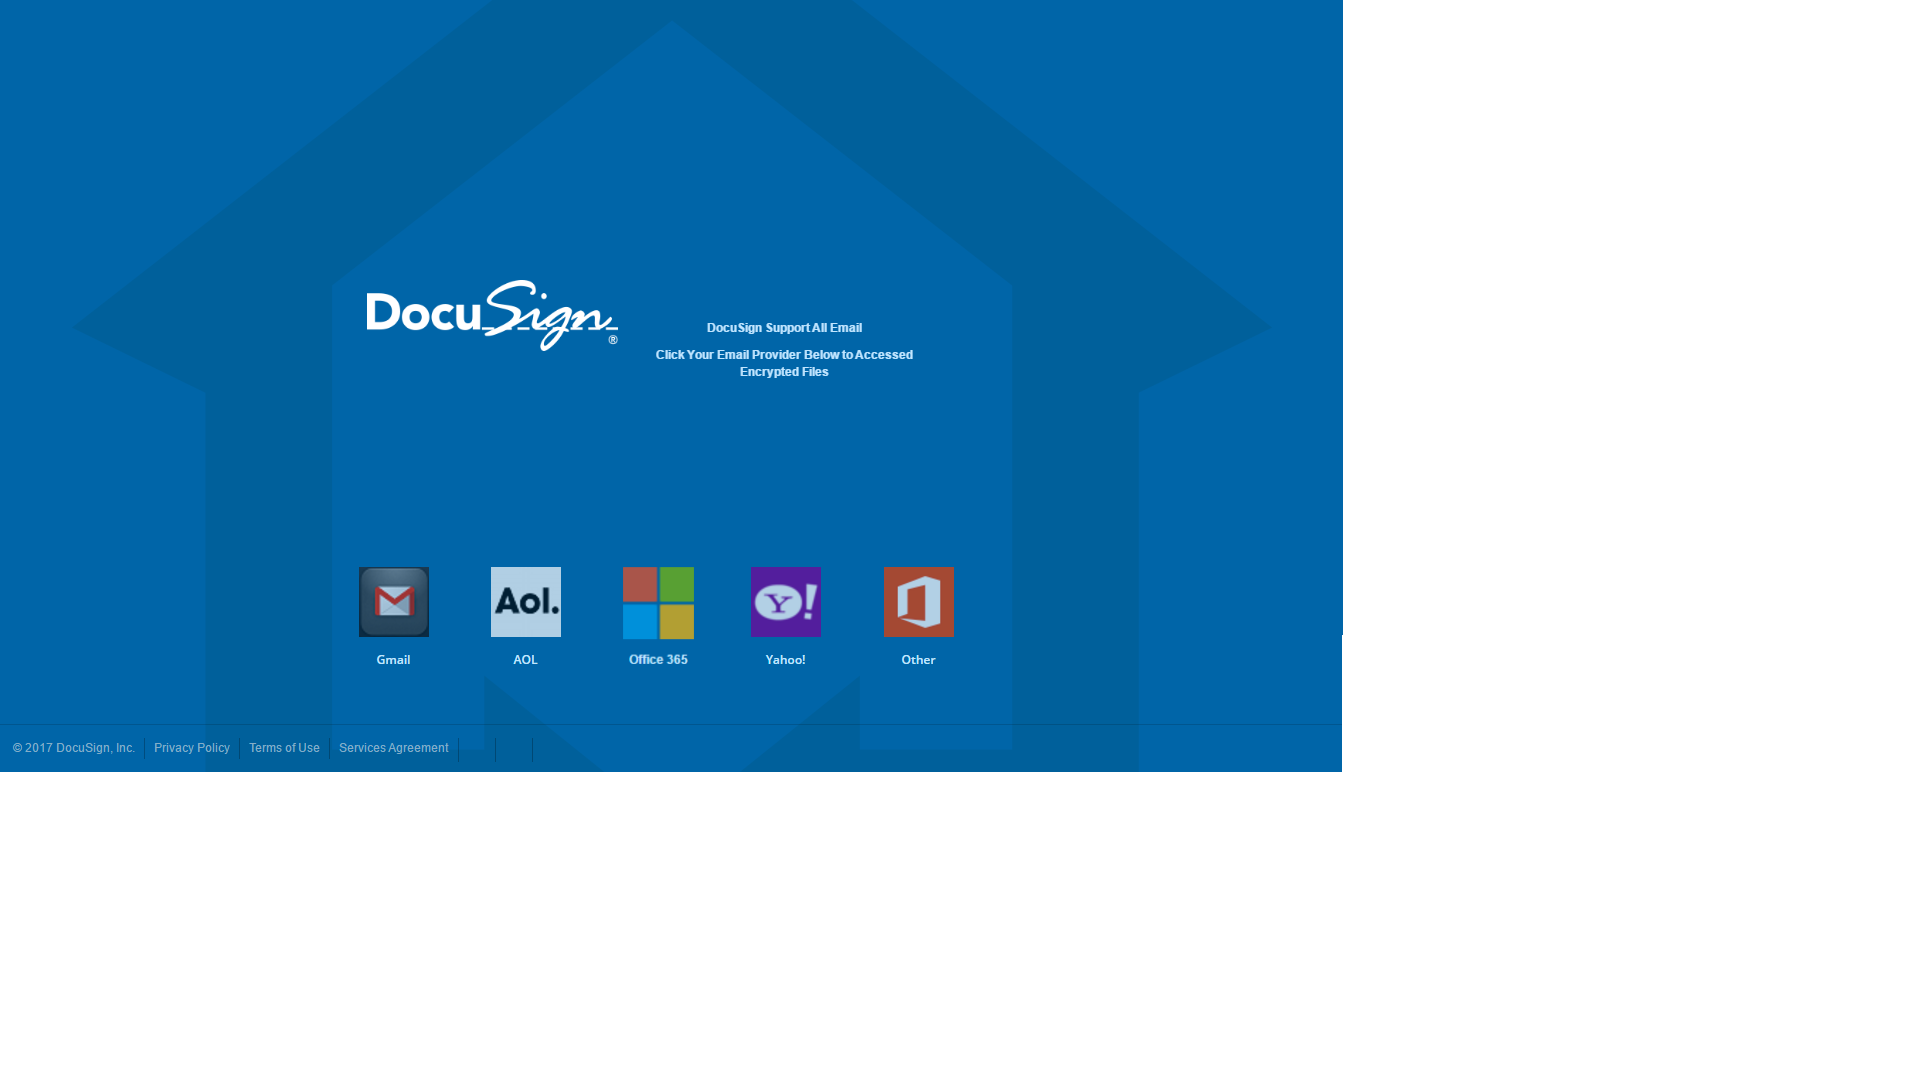 DocuSign®
DocuSign Support All Email
Click Your Email Provider Below to Accessed
Encrypted Files
Aol.
Y!
Gmail
AOL
Office 365
Yahoo!
Other
© 2017 DocuSign, Inc.
Privacy Policy
Terms of Use
Services Agreement